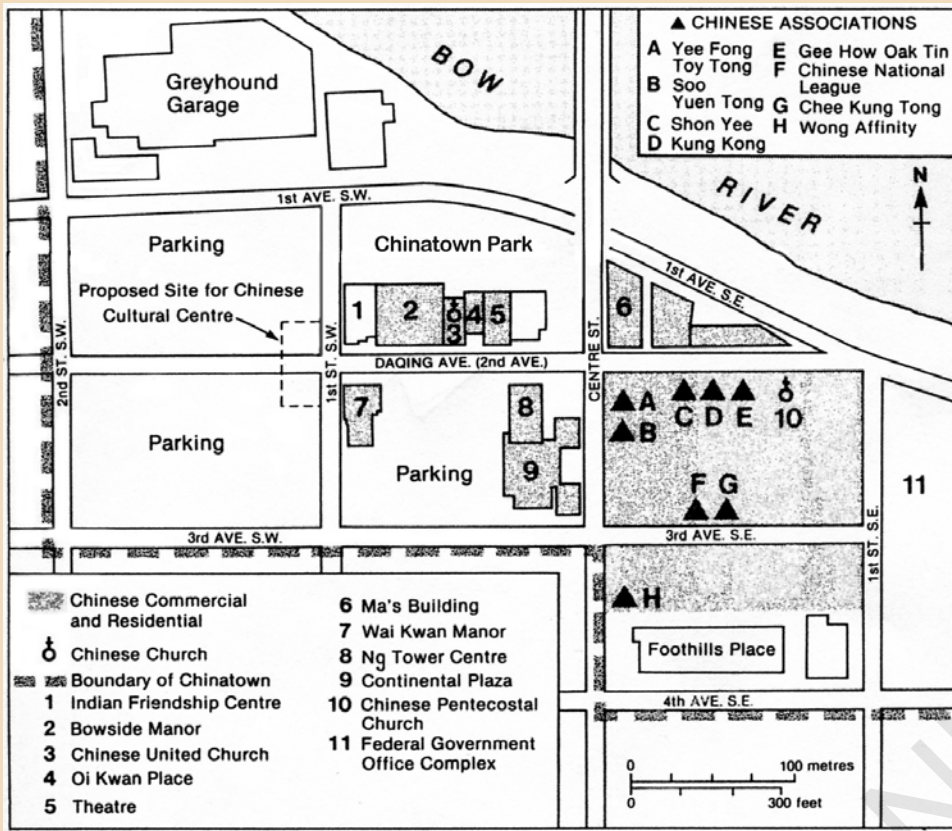 ▲ CHINESE ASSOCIATIONS
A Yee Fong
Toy Tong
B Soo
Yuen Tong
C Shon Yee
D Kung Kong
E Gee How Oak Tin
F Chinese National
League
G Chee Kung Tong
H Wong Affinity
N
BOW
RIVER
Greyhound
Garage
1st AVE. S.W.
Parking
Chinatown Park
1st AVE. S.E.
Proposed Site for Chinese
Cultural Centre
1
2
3
4
5
6
2nd ST. S.W.
1st ST. S.W.
DAQING AVE. (2nd AVE.)
CENTRE ST.
7
8
9
A
B
C
D
E
10
11
Parking
Parking
F
G
3rd AVE. S.W.
3rd AVE. S.E.
1st ST. S.E.
H
Foothills Place
4th AVE. S.E.
Chinese Commercial
and Residential
Chinese Church
Boundary of Chinatown
1 Indian Friendship Centre
2 Bowside Manor
3 Chinese United Church
4 Oi Kwan Place
5 Theatre
6 Ma's Building
7 Wai Kwan Manor
8 Ng Tower Centre
9 Continental Plaza
10 Chinese Pentecostal
Church
11 Federal Government
Office Complex
0 100 metres
0 300 feet